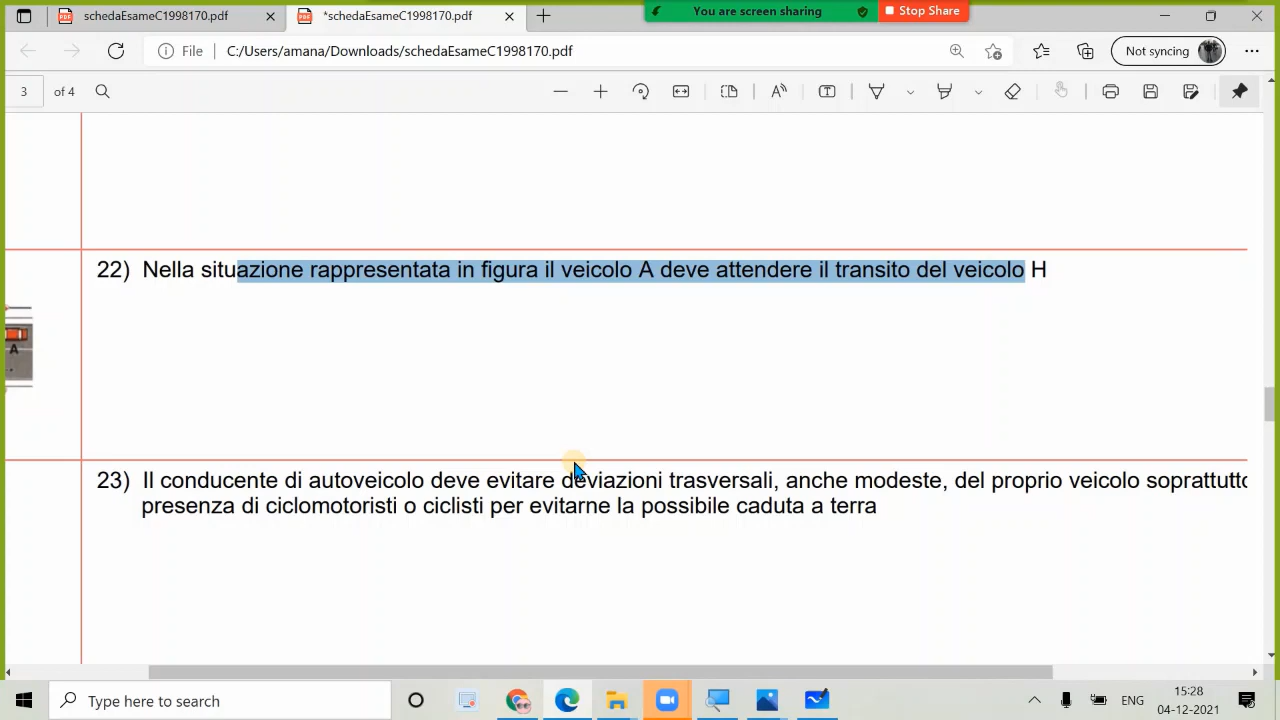 schedaEsameC1998170.pdf
*schedaEsameC1998170.pdf
You are screen sharing
Stop Share
File
C:/Users/amana/Downloads/schedaEsameC1998170.pdf
Not syncing
3
of 4
22) Nella situazione rappresentata in figura il veicolo A deve attendere il transito del veicolo H
A
23) Il conducente di autoveicolo deve evitare deviazioni trasversali, anche modeste, del proprio veicolo soprattutto
presenza di ciclomotoristi o ciclisti per evitarne la possibile caduta a terra
Type here to search
ENG
15:28
04-12-2021